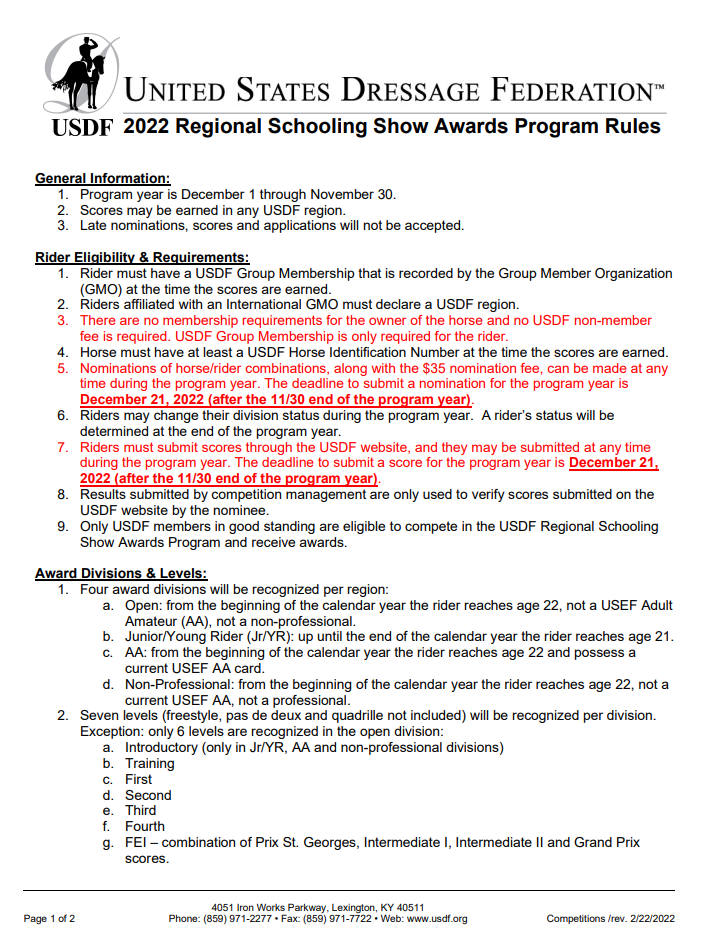 UNITED STATES DRESSAGE FEDERATION™
USDF 2022 Regional Schooling Show Awards Program Rules
General Information:
1. Program year is December 1 through November 30.
2. Scores may be earned in any USDF region.
3. Late nominations, scores and applications will not be accepted.
Rider Eligibility & Requirements:
1. Rider must have a USDF Group Membership that is recorded by the Group Member Organization
(GMO) at the time the scores are earned.
2. Riders affiliated with an International GMO must declare a USDF region.
3. There are no membership requirements for the owner of the horse and no USDF non-member
fee is required. USDF Group Membership is only required for the rider.
4. Horse must have at least a USDF Horse Identification Number at the time the scores are earned.
5. Nominations of horse/rider combinations, along with the $35 nomination fee, can be made at any
time during the program year. The deadline to submit a nomination for the program year is
December 21, 2022 (after the 11/30 end of the program year).
6. Riders may change their division status during the program year. A rider's status will be
determined at the end of the program year.
7. Riders must submit scores through the USDF website, and they may be submitted at any time
during the program year. The deadline to submit a score for the program year is December 21,
2022 (after the 11/30 end of the program year).
8. Results submitted by competition management are only used to verify scores submitted on the
USDF website by the nominee.
9. Only USDF members in good standing are eligible to compete in the USDF Regional Schooling
Show Awards Program and receive awards.
Award Divisions & Levels:
1. Four award divisions will be recognized per region:
a. Open: from the beginning of the calendar year the rider reaches age 22, not a USEF Adult
Amateur (AA), not a non-professional.
b. Junior/Young Rider (Jr/YR): up until the end of the calendar year the rider reaches age 21.
c. AA: from the beginning of the calendar year the rider reaches age 22 and possess a
current USEF AA card.
d. Non-Professional: from the beginning of the calendar year the rider reaches age 22, not a
current USEF AA, not a professional.
2. Seven levels (freestyle, pas de deux and quadrille not included) will be recognized per division.
Exception: only 6 levels are recognized in the open division:
a. Introductory (only in Jr/YR, AA and non-professional divisions)
b. Training
c. First
d. Second
e. Third
f. Fourth
g. FEI – combination of Prix St. Georges, Intermediate I, Intermediate II and Grand Prix
scores.
4051 Iron Works Parkway, Lexington, KY 40511
Page 1 of 2 Phone: (859) 971-2277 • Fax: (859) 971-7722 • Web: www.usdf.org Competitions /rev. 2/22/2022